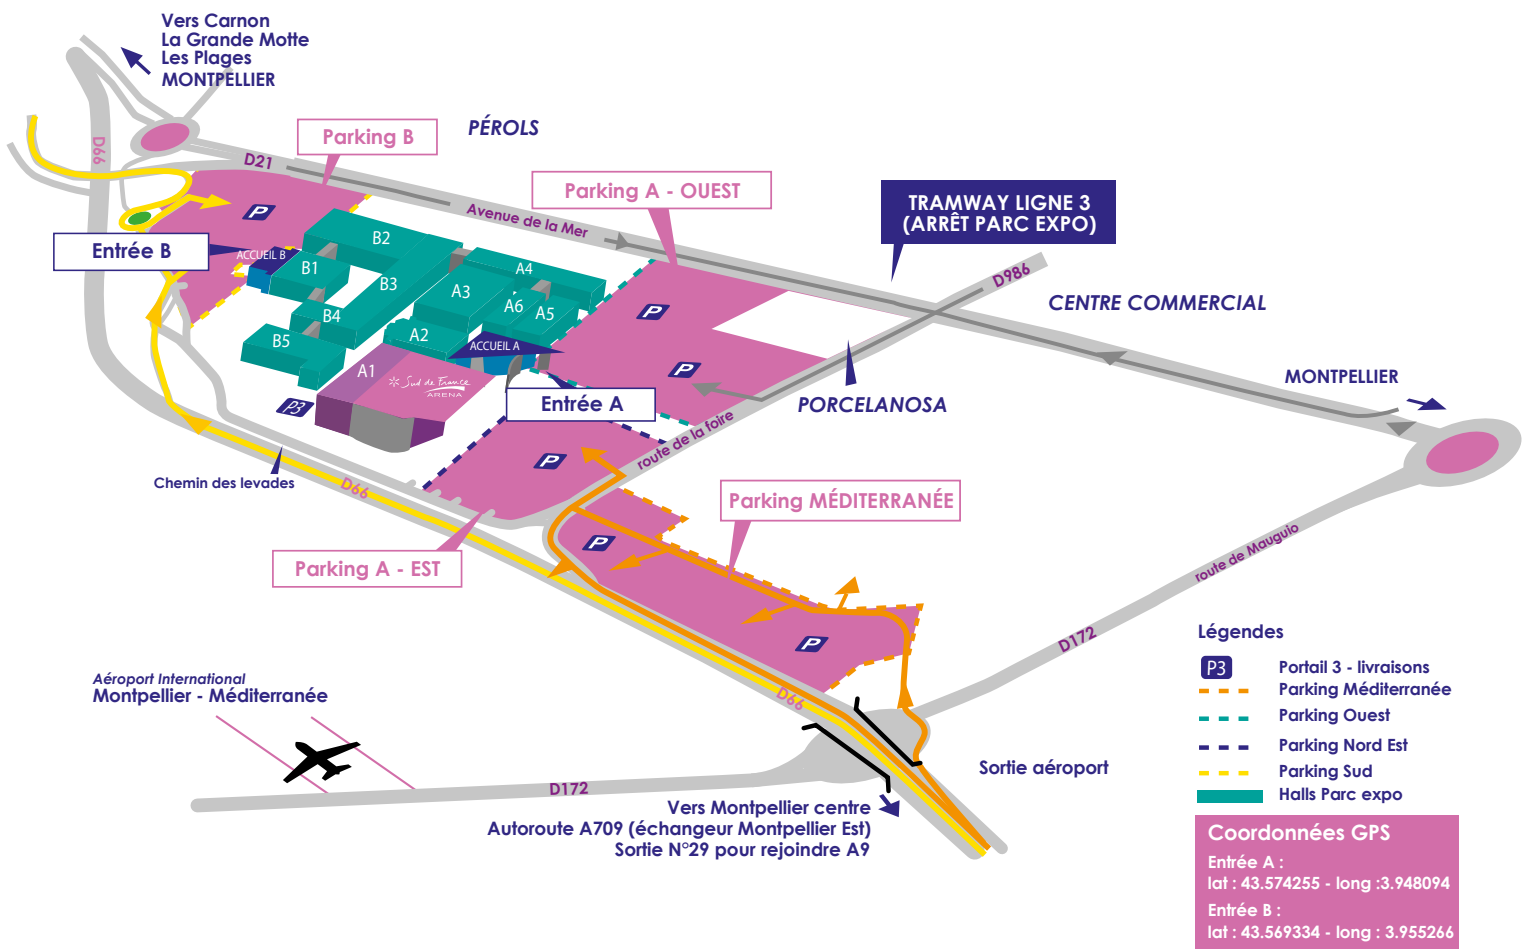 Vers Carnon
La Grande Motte
Les Plages
MONTPELLIER
D66
D21
Parking B
PÉROLS
Parking A - OUEST
Avenue de la Mer
TRAMWAY LIGNE 3
(ARRÊT PARC EXPO)
D986
CENTRE COMMERCIAL
P
Entrée B
ACCUEIL B
B1
B2
B3
B4
B5
A4
A3
A6
A5
A2
ACCUEIL A
A1
Sud de France
ARENA
P
P
P3
Entrée A
PORCELANOSA
MONTPELLIER
route de la foire
P
Chemin des levades
D66
Parking MÉDITERRANÉE
P
Parking A - EST
route de Mauguio
P
D172
D66
Aéroport International
Montpellier - Méditerranée
D172
Sortie aéroport
Vers Montpellier centre
Autoroute A709 (échangeur Montpellier Est)
Sortie N°29 pour rejoindre A9
Légendes
P3 Portail 3 - livraisons
Parking Méditerranée
Parking Ouest
Parking Nord Est
Parking Sud
Halls Parc expo
Coordonnées GPS
Entrée A :
lat : 43.574255 - long :3.948094
Entrée B :
lat : 43.569334 - long : 3.955266